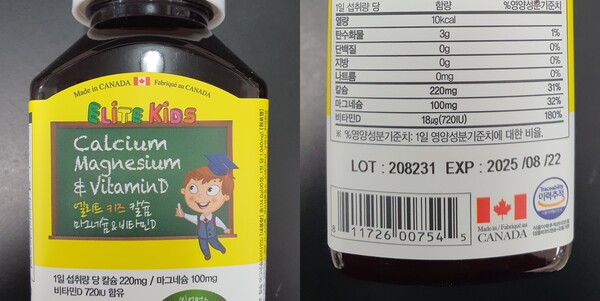 Made in CANADA Fabriqué au CANADA
ELITE KIDS
Calcium
Magnesium
& Vitamin D
엘리트 키즈 칼슘
마그네슘&비타민D
1일 섭취량 당 칼슘 220mg / 마그네슘 100mg
비타민D 720IU 함유
1일 섭취량 당 함량 %영양성분기준치
열량 10kcal
탄수화물 3g 1%
단백질 0g 0%
지방 0g 0%
나트륨 0mg 0%
칼슘 220mg 31%
마그네슘 100mg 32%
비타민D 18µg(720IU) 180%
※ %영양성분기준치: 1일 영양성분기준치에 대한 비율.
LOT : 208231 EXP : 2025 /08 /22
8 11726 00754 5
Made in/Fabriqué au
CANADA
Traceability
이력추적